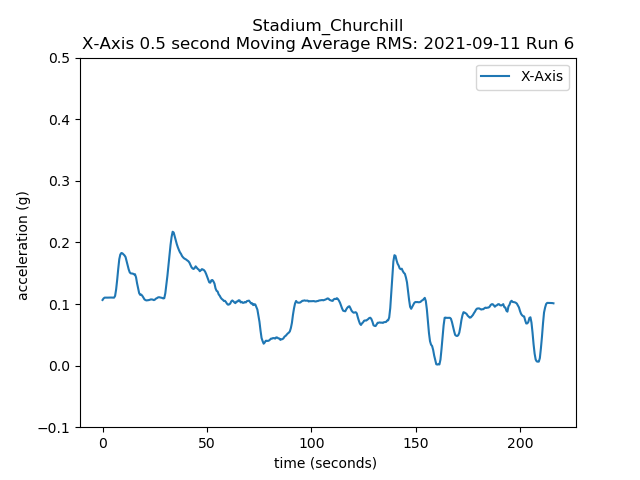 Stadium_Churchill
X-Axis 0.5 second Moving Average RMS: 2021-09-11 Run 6
X-Axis
0.5
0.4
0.3
0.2
0.1
0.0
−0.1
acceleration (g)
0 50 100 150 200
time (seconds)